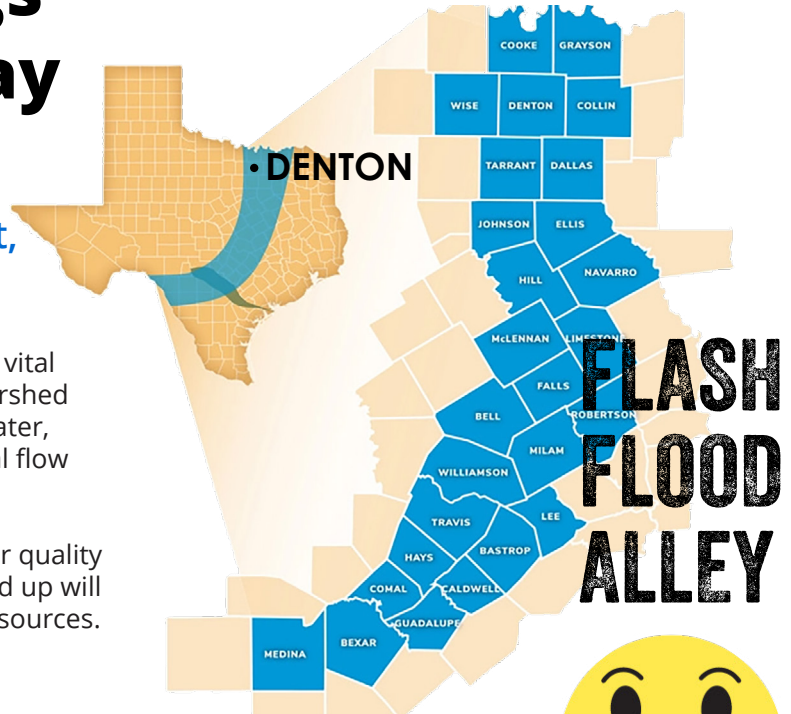 ay
• DENTON
t,
vital
rshed
ater,
l flow
r quality
d up will
sources.
COOKE
GRAYSON
WISE
DENTON
COLLIN
TARRANT
DALLAS
JOHNSON
ELLIS
HILL
NAVARRO
McLENNAN
LIMESTONE
FALLS
BELL
ROBERTSON
MILAM
WILLIAMSON
TRAVIS
LEE
HAYS
BASTROP
COMAL
CALDWELL
GUADALUPE
BEXAR
MEDINA
FLASH
FLOOD
ALLEY